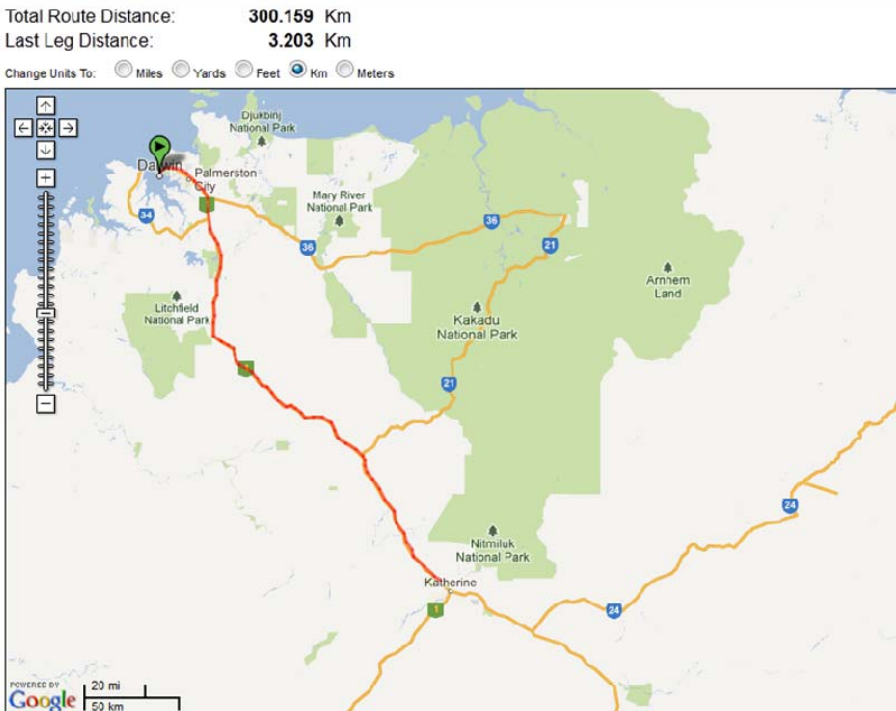 Total Route Distance: 300.159 Km
Last Leg Distance: 3.203 Km
Change Units To: Miles Yards Feet Km Meters
Djukbinj
National Park
Darwin
Palmerston
City
Mary River
National Park
34
36
36
21
Arnhem
Land
Litchfield
National Park
Kakadu
National Park
1
21
24
Nitmiluk
National Park
Katherine
1
24
POWERED BY
Google
20 mi
50 km